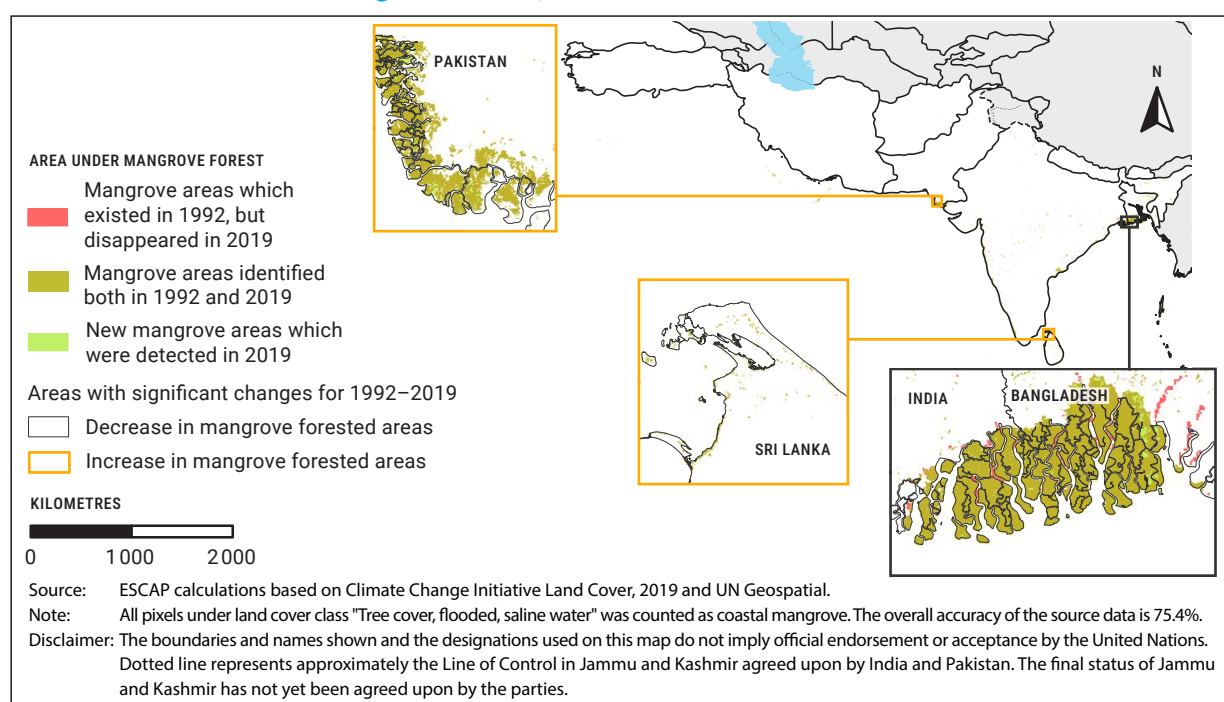 PAKISTAN
N
AREA UNDER MANGROVE FOREST
Mangrove areas which
existed in 1992, but
disappeared in 2019
Mangrove areas identified
both in 1992 and 2019
New mangrove areas which
were detected in 2019
Areas with significant changes for 1992–2019
Decrease in mangrove forested areas
Increase in mangrove forested areas
KILOMETRES
0 1 000 2 000
SRI LANKA
INDIA
BANGLADESH
Source: ESCAP calculations based on Climate Change Initiative Land Cover, 2019 and UN Geospatial.
Note: All pixels under land cover class "Tree cover, flooded, saline water" was counted as coastal mangrove. The overall accuracy of the source data is 75.4%.
Disclaimer: The boundaries and names shown and the designations used on this map do not imply official endorsement or acceptance by the United Nations.
Dotted line represents approximately the Line of Control in Jammu and Kashmir agreed upon by India and Pakistan. The final status of Jammu
and Kashmir has not yet been agreed upon by the parties.